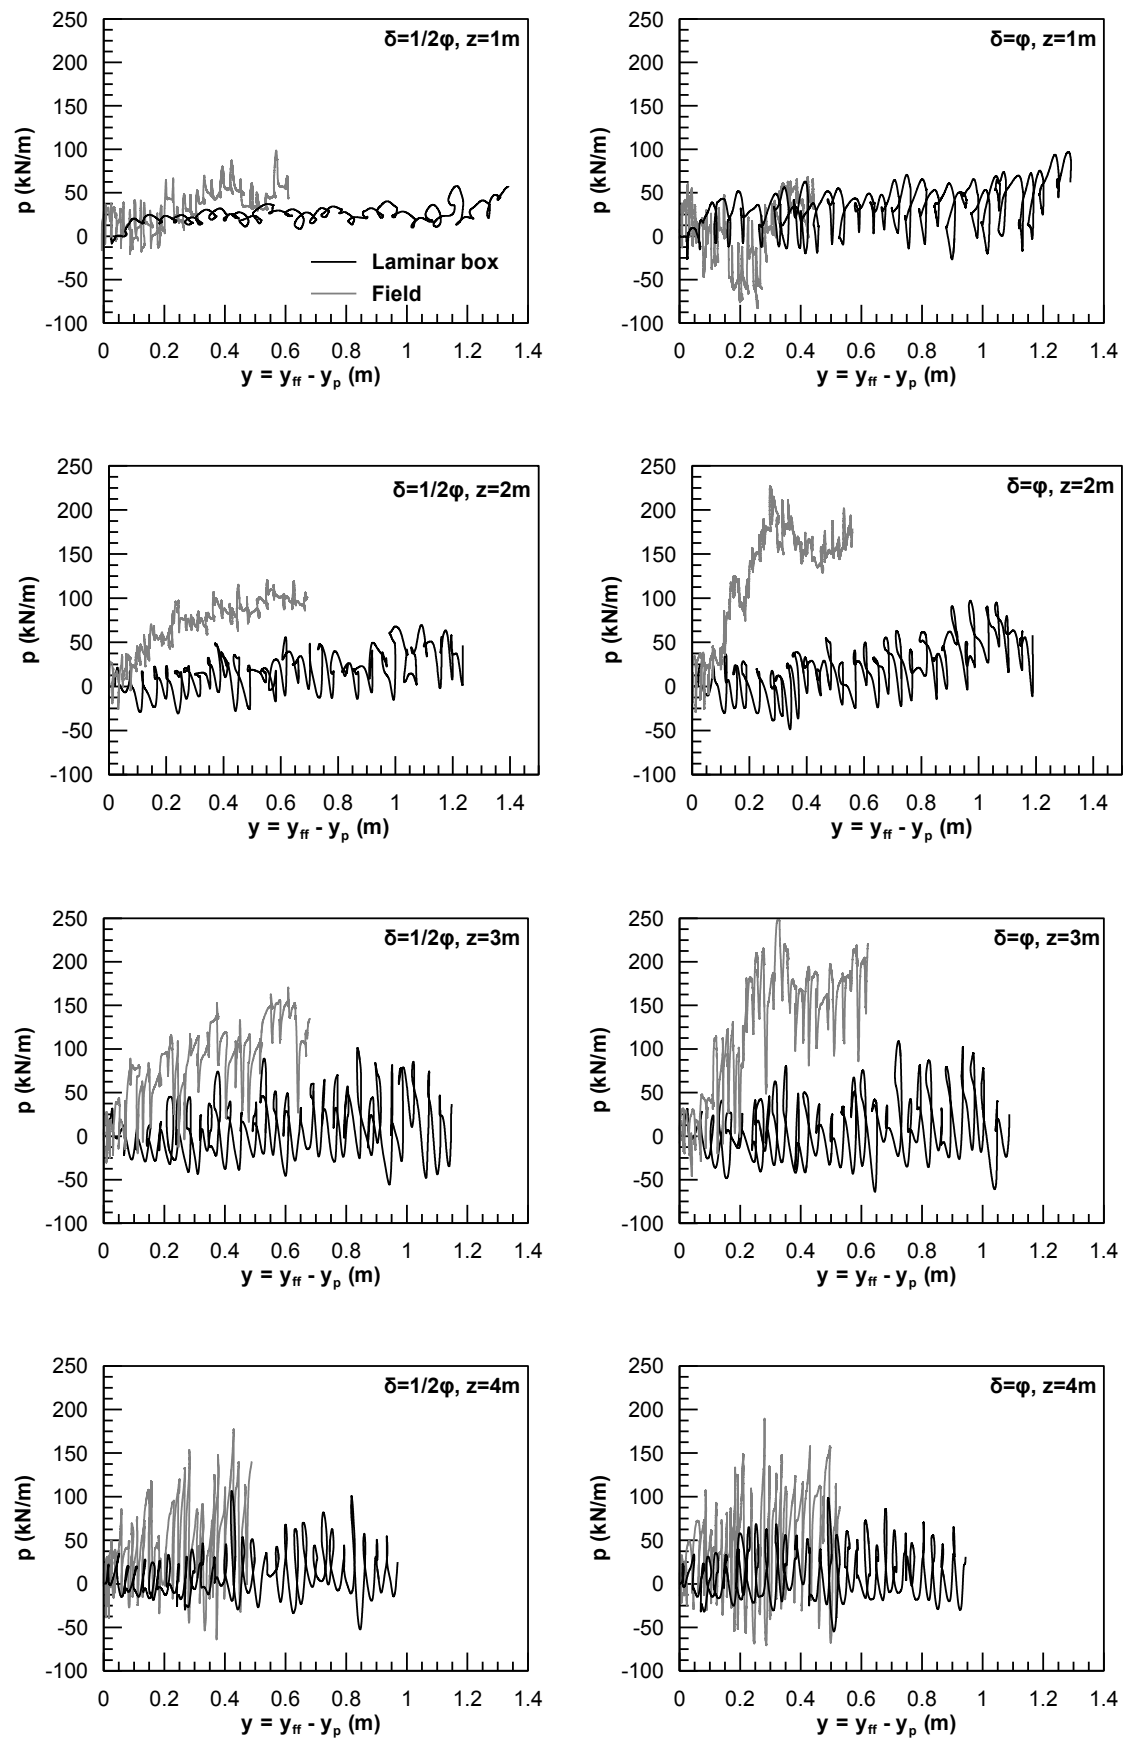 250
200
150
100
50
0
-50
-100
p (kN/m)
δ=1/2φ, z=1m
Laminar box
Field
0 0.2 0.4 0.6 0.8 1 1.2 1.4
y = yff - yp (m)
250
200
150
100
50
0
-50
-100
p (kN/m)
δ=φ, z=1m
0 0.2 0.4 0.6 0.8 1 1.2 1.4
y = yff - yp (m)
250
200
150
100
50
0
-50
-100
p (kN/m)
δ=1/2φ, z=2m
0 0.2 0.4 0.6 0.8 1 1.2 1.4
y = yff - yp (m)
250
200
150
100
50
0
-50
-100
p (kN/m)
δ=φ, z=2m
0 0.2 0.4 0.6 0.8 1 1.2 1.4
y = yff - yp (m)
250
200
150
100
50
0
-50
-100
p (kN/m)
δ=1/2φ, z=3m
0 0.2 0.4 0.6 0.8 1 1.2 1.4
y = yff - yp (m)
250
200
150
100
50
0
-50
-100
p (kN/m)
δ=φ, z=3m
0 0.2 0.4 0.6 0.8 1 1.2 1.4
y = yff - yp (m)
250
200
150
100
50
0
-50
-100
p (kN/m)
δ=1/2φ, z=4m
0 0.2 0.4 0.6 0.8 1 1.2 1.4
y = yff - yp (m)
250
200
150
100
50
0
-50
-100
p (kN/m)
δ=φ, z=4m
0 0.2 0.4 0.6 0.8 1 1.2 1.4
y = yff - yp (m)